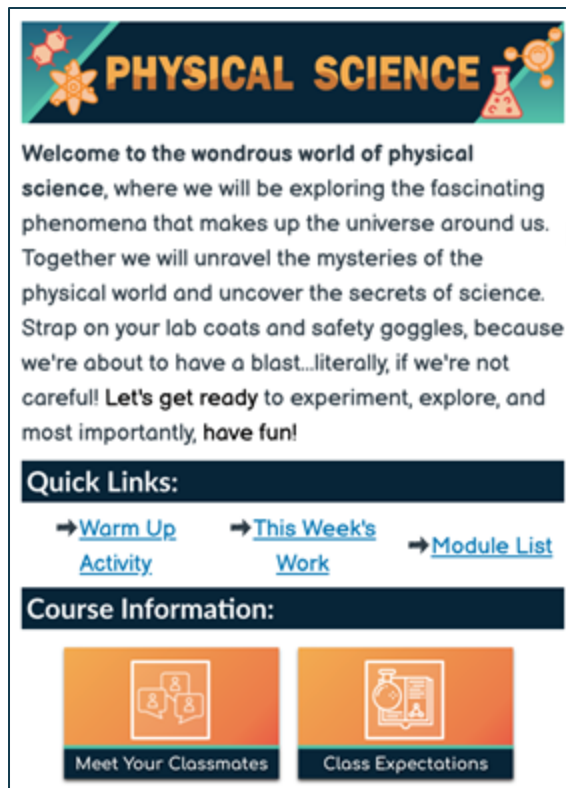 PHYSICAL SCIENCE
Welcome to the wondrous world of physical
science, where we will be exploring the fascinating
phenomena that makes up the universe around us.
Together we will unravel the mysteries of the
physical world and uncover the secrets of science.
Strap on your lab coats and safety goggles, because
we're about to have a blast...literally, if we're not
careful! Let's get ready to experiment, explore, and
most importantly, have fun!
Quick Links:
➡Warm Up
Activity
➡This Week's
Work
➡Module List
Course Information:
Meet Your Classmates
Class Expectations